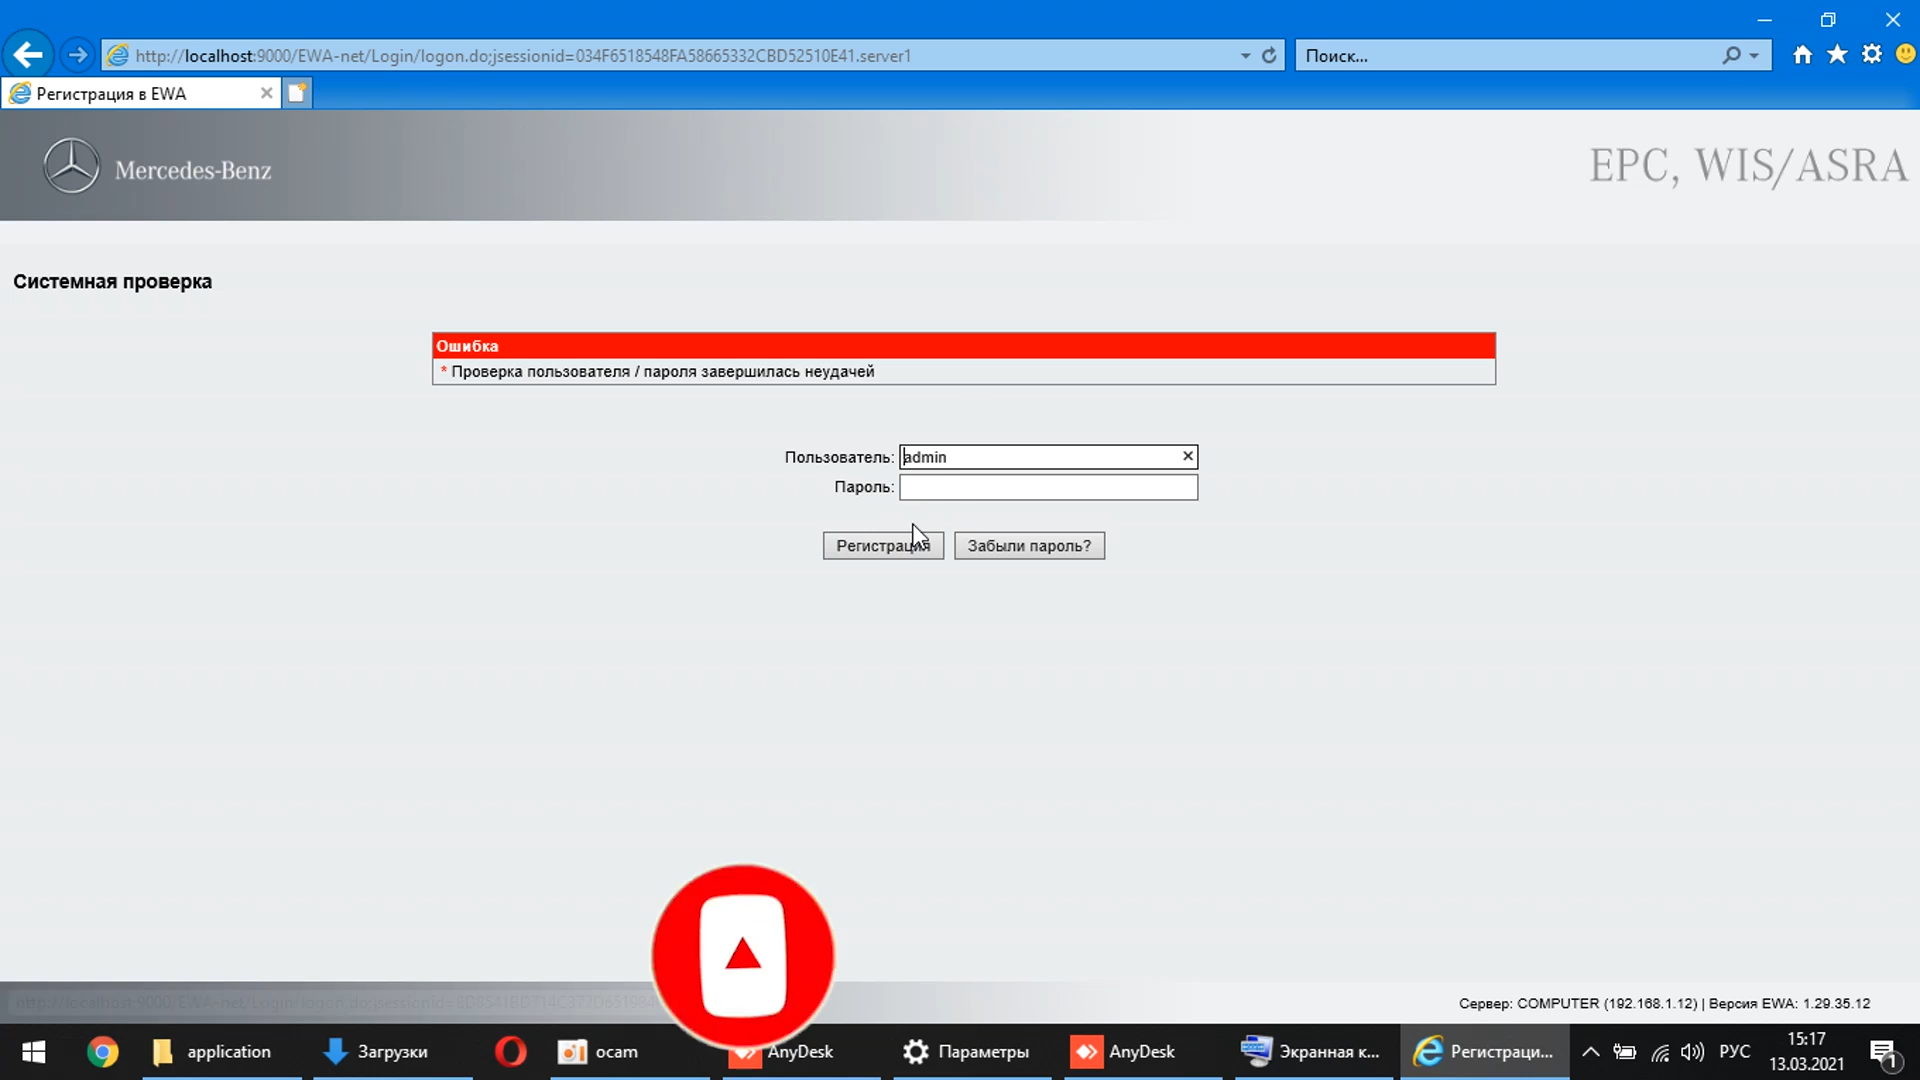 http://localhost:9000/EWA-net/Login/logon.do;jsessionid=034F6518548FA58665332CBD52510E41.server1
Поиск...
Регистрация в EWA
Mercedes-Benz
EPC, WIS/ASRA
Системная проверка
Ошибка
* Проверка пользователя / пароля завершилась неудачей
Пользователь: admin
Пароль:
Регистрация
Забыли пароль?
Сервер: COMPUTER (192.168.1.12) | Версия EWA: 1.29.35.12
application
Загрузки
ocam
AnyDesk
Параметры
AnyDesk
Экранная к...
Регистраци...
РУС
15:17
13.03.2021
1